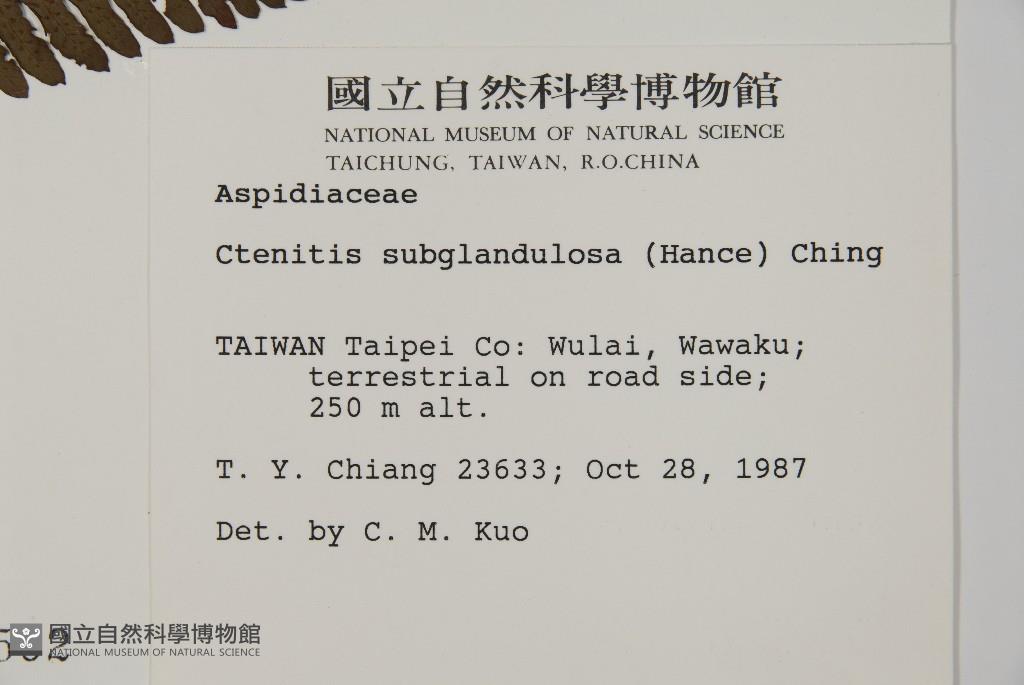 國立自然科學博物館
NATIONAL MUSEUM OF NATURAL SCIENCE
TAICHUNG, TAIWAN, R.O.CHINA
Aspidiaceae
Ctenitis subglandulosa (Hance) Ching
TAIWAN Taipei Co: Wulai, Wawaku;
terrestrial on road side;
250 m alt.
T. Y. Chiang 23633; Oct 28, 1987
Det. by C. M. Kuo
國立自然科學博物館
NATIONAL MUSEUM OF NATURAL SCIENCE